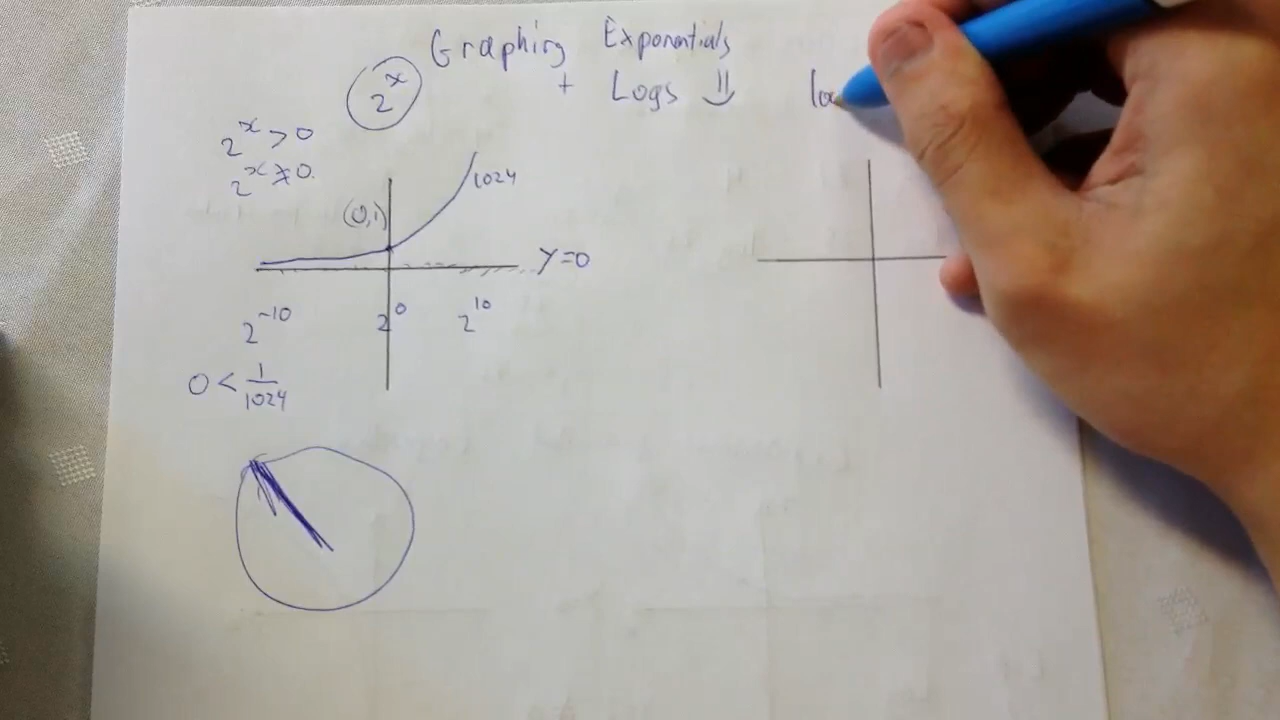 Graphing Exponentials
+ Logs
2^x
lo
2^x > 0
2^x ≯ 0.
1024
(0,1)
y=0
2^-10 2^0 2^10
0 < 1/1024